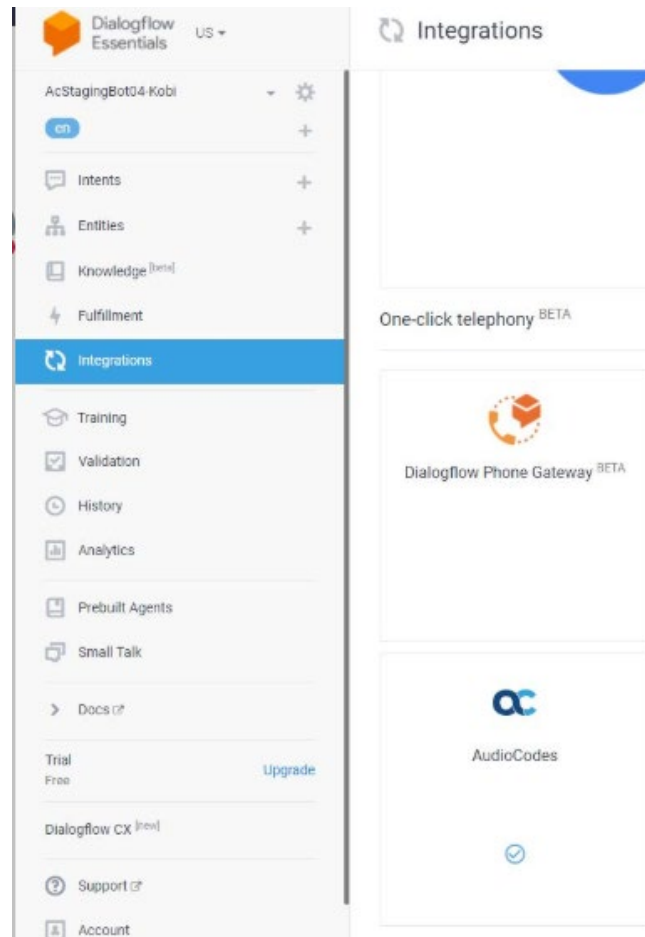 Dialogflow
Essentials
US
Integrations
AcStagingBot04-Kobi
en
Intents
Entities
Knowledge [beta]
Fulfillment
Integrations
Training
Validation
History
Analytics
Prebuilt Agents
Small Talk
Docs
Trial
Free
Upgrade
Dialogflow CX [new]
Support
Account
One-click telephony BETA
Dialogflow Phone Gateway BETA
AudioCodes